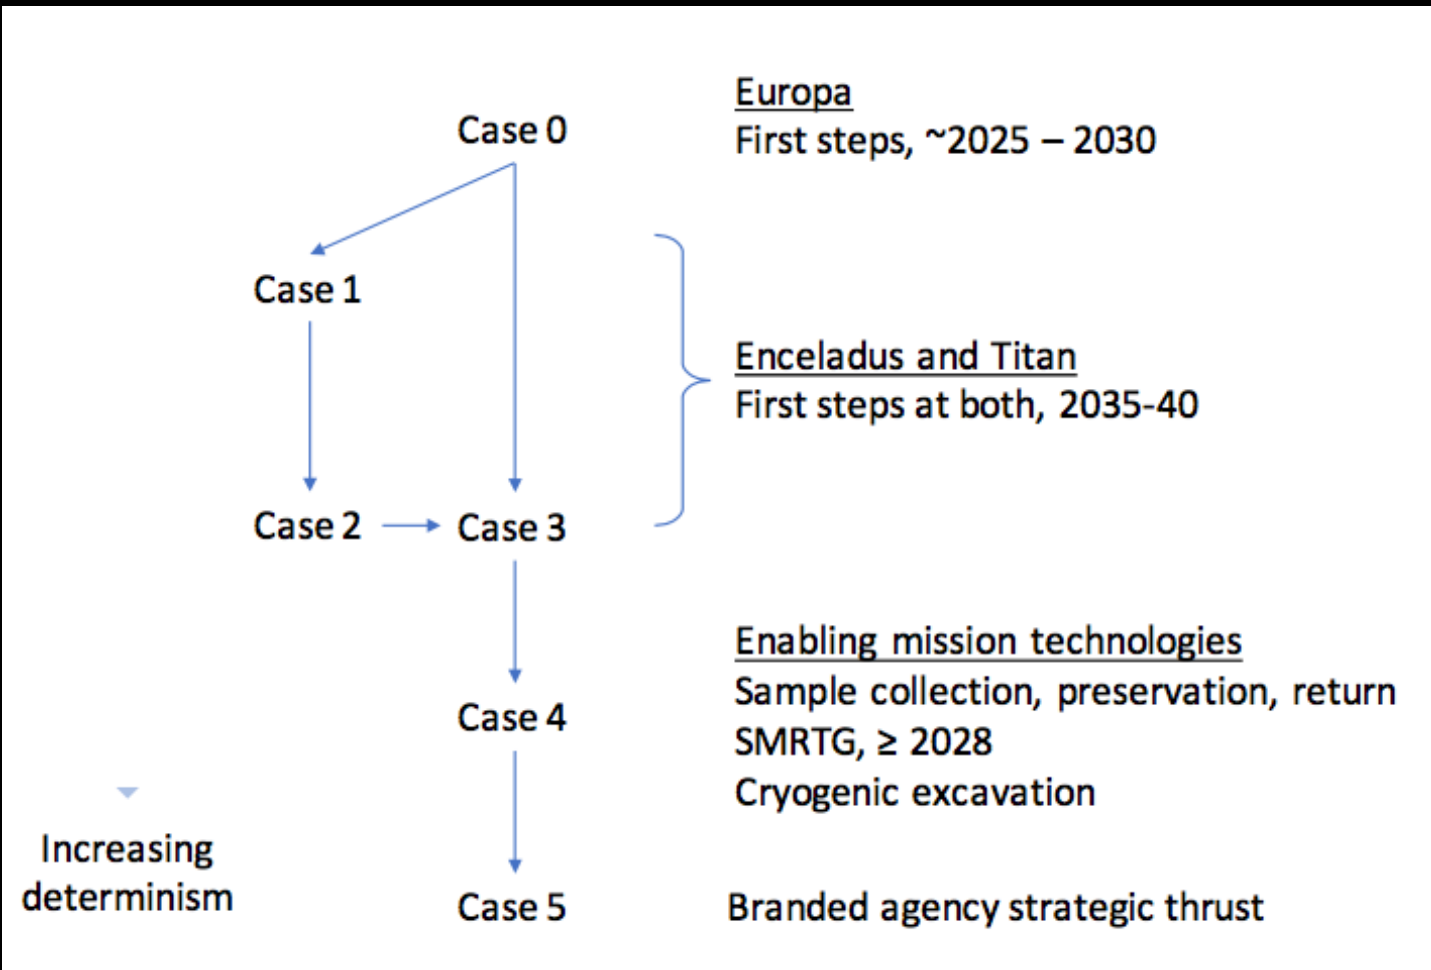 Case 0
Europa
First steps, ~2025 – 2030
Case 1
Enceladus and Titan
First steps at both, 2035-40
Case 2
Case 3
Enabling mission technologies
Sample collection, preservation, return
SMRTG, ≥ 2028
Cryogenic excavation
Case 4
Increasing
determinism
Case 5
Branded agency strategic thrust